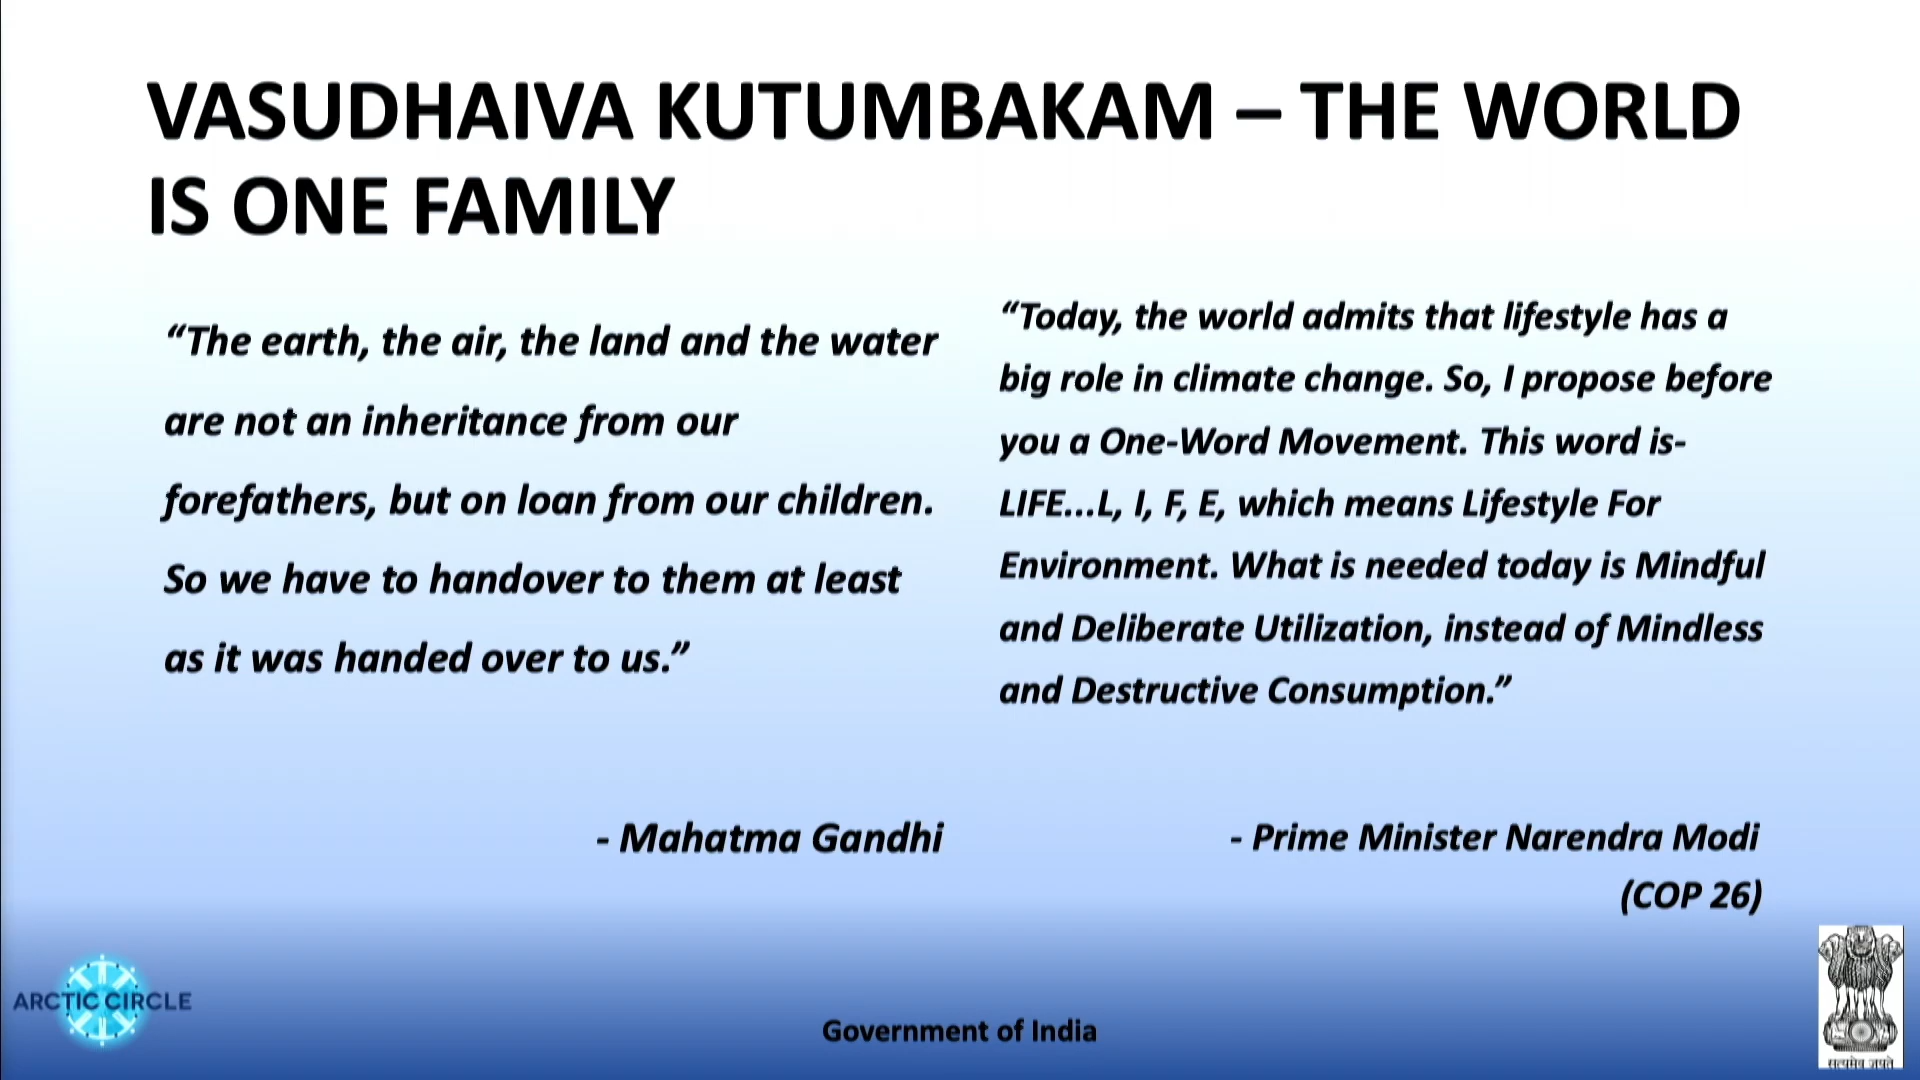 VASUDHAIVA KUTUMBAKAM – THE WORLD
IS ONE FAMILY
“The earth, the air, the land and the water
are not an inheritance from our
forefathers, but on loan from our children.
So we have to handover to them at least
as it was handed over to us.”
- Mahatma Gandhi
“Today, the world admits that lifestyle has a
big role in climate change. So, I propose before
you a One-Word Movement. This word is-
LIFE...L, I, F, E, which means Lifestyle For
Environment. What is needed today is Mindful
and Deliberate Utilization, instead of Mindless
and Destructive Consumption.”
- Prime Minister Narendra Modi
(COP 26)
ARCTIC CIRCLE
Government of India
सत्यमेव जयते